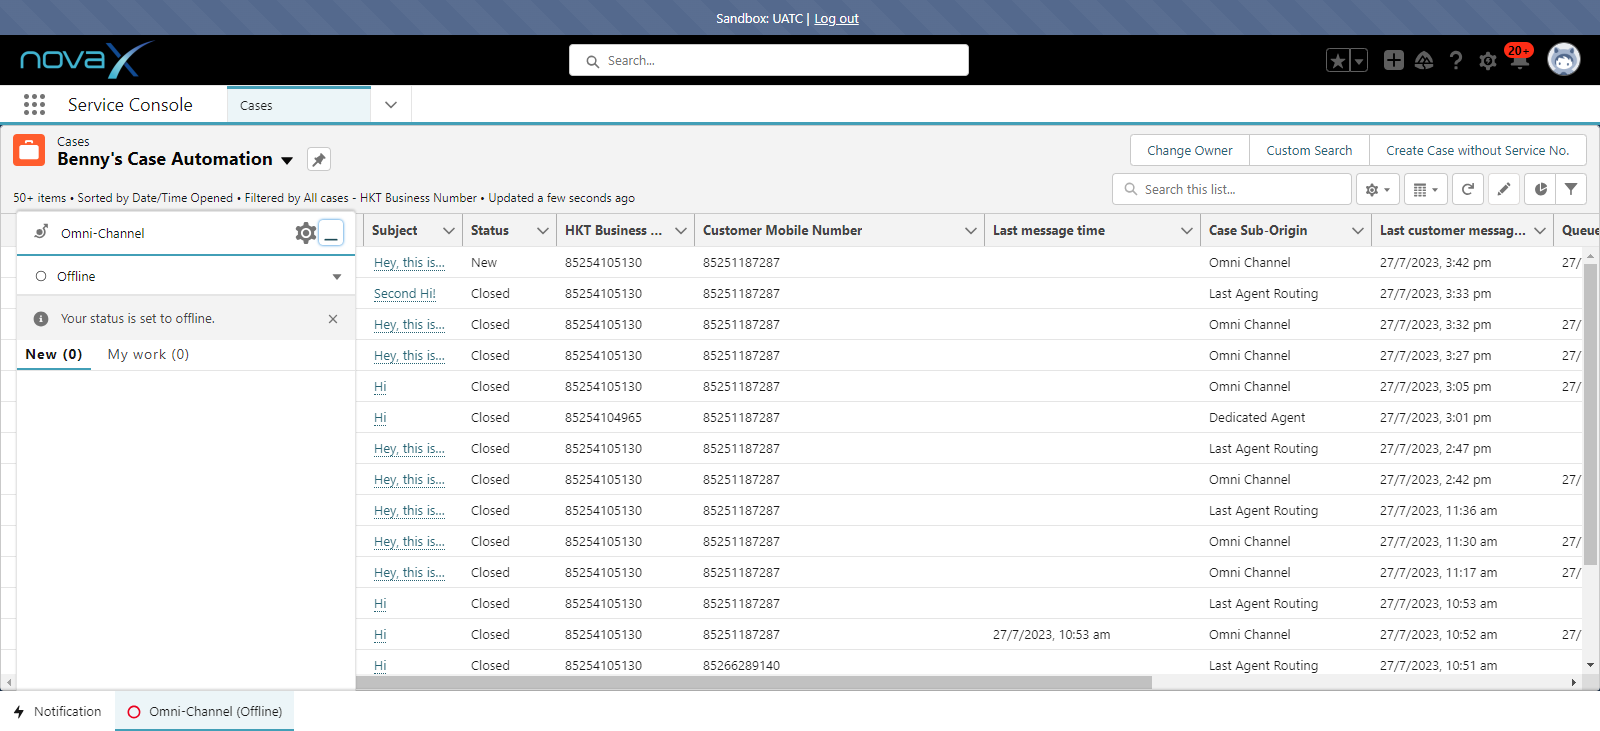 Sandbox: UATC | Log out
novax
Search...
20+
Service Console
Cases
Cases
Benny's Case Automation
Change Owner
Custom Search
Create Case without Service No.
50+ items • Sorted by Date/Time Opened • Filtered by All cases - HKT Business Number • Updated a few seconds ago
Search this list...
Omni-Channel
Offline
Your status is set to offline.
New (0) My work (0)
Subject Status HKT Business ... Customer Mobile Number Last message time Case Sub-Origin Last customer messag... Queue
Hey, this is... New 85254105130 85251187287 Omni Channel 27/7/2023, 3:42 pm 27/
Second Hi! Closed 85254105130 85251187287 Last Agent Routing 27/7/2023, 3:33 pm
Hey, this is... Closed 85254105130 85251187287 Omni Channel 27/7/2023, 3:32 pm 27/
Hey, this is... Closed 85254105130 85251187287 Omni Channel 27/7/2023, 3:27 pm 27/
Hi Closed 85254105130 85251187287 Omni Channel 27/7/2023, 3:05 pm 27/
Hi Closed 85254104965 85251187287 Dedicated Agent 27/7/2023, 3:01 pm
Hey, this is... Closed 85254105130 85251187287 Last Agent Routing 27/7/2023, 2:47 pm
Hey, this is... Closed 85254105130 85251187287 Omni Channel 27/7/2023, 2:42 pm 27/
Hey, this is... Closed 85254105130 85251187287 Last Agent Routing 27/7/2023, 11:36 am
Hey, this is... Closed 85254105130 85251187287 Omni Channel 27/7/2023, 11:30 am 27/
Hey, this is... Closed 85254105130 85251187287 Omni Channel 27/7/2023, 11:17 am 27/
Hi Closed 85254105130 85251187287 Last Agent Routing 27/7/2023, 10:53 am
Hi Closed 85254105130 85251187287 27/7/2023, 10:53 am Omni Channel 27/7/2023, 10:52 am 27/
Hi Closed 85254105130 85266289140 Last Agent Routing 27/7/2023, 10:51 am
Notification
Omni-Channel (Offline)